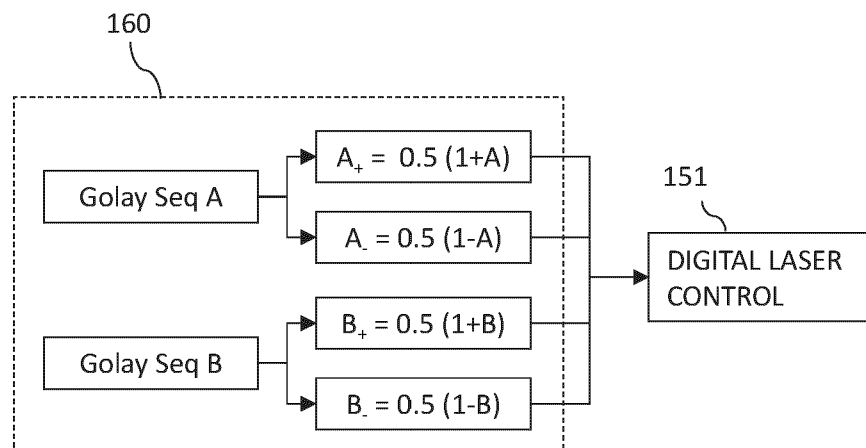 160
Golay Seq A
A₊ = 0.5 (1+A)
A₋ = 0.5 (1-A)
151
DIGITAL LASER
CONTROL
Golay Seq B
B₊ = 0.5 (1+B)
B₋ = 0.5 (1-B)